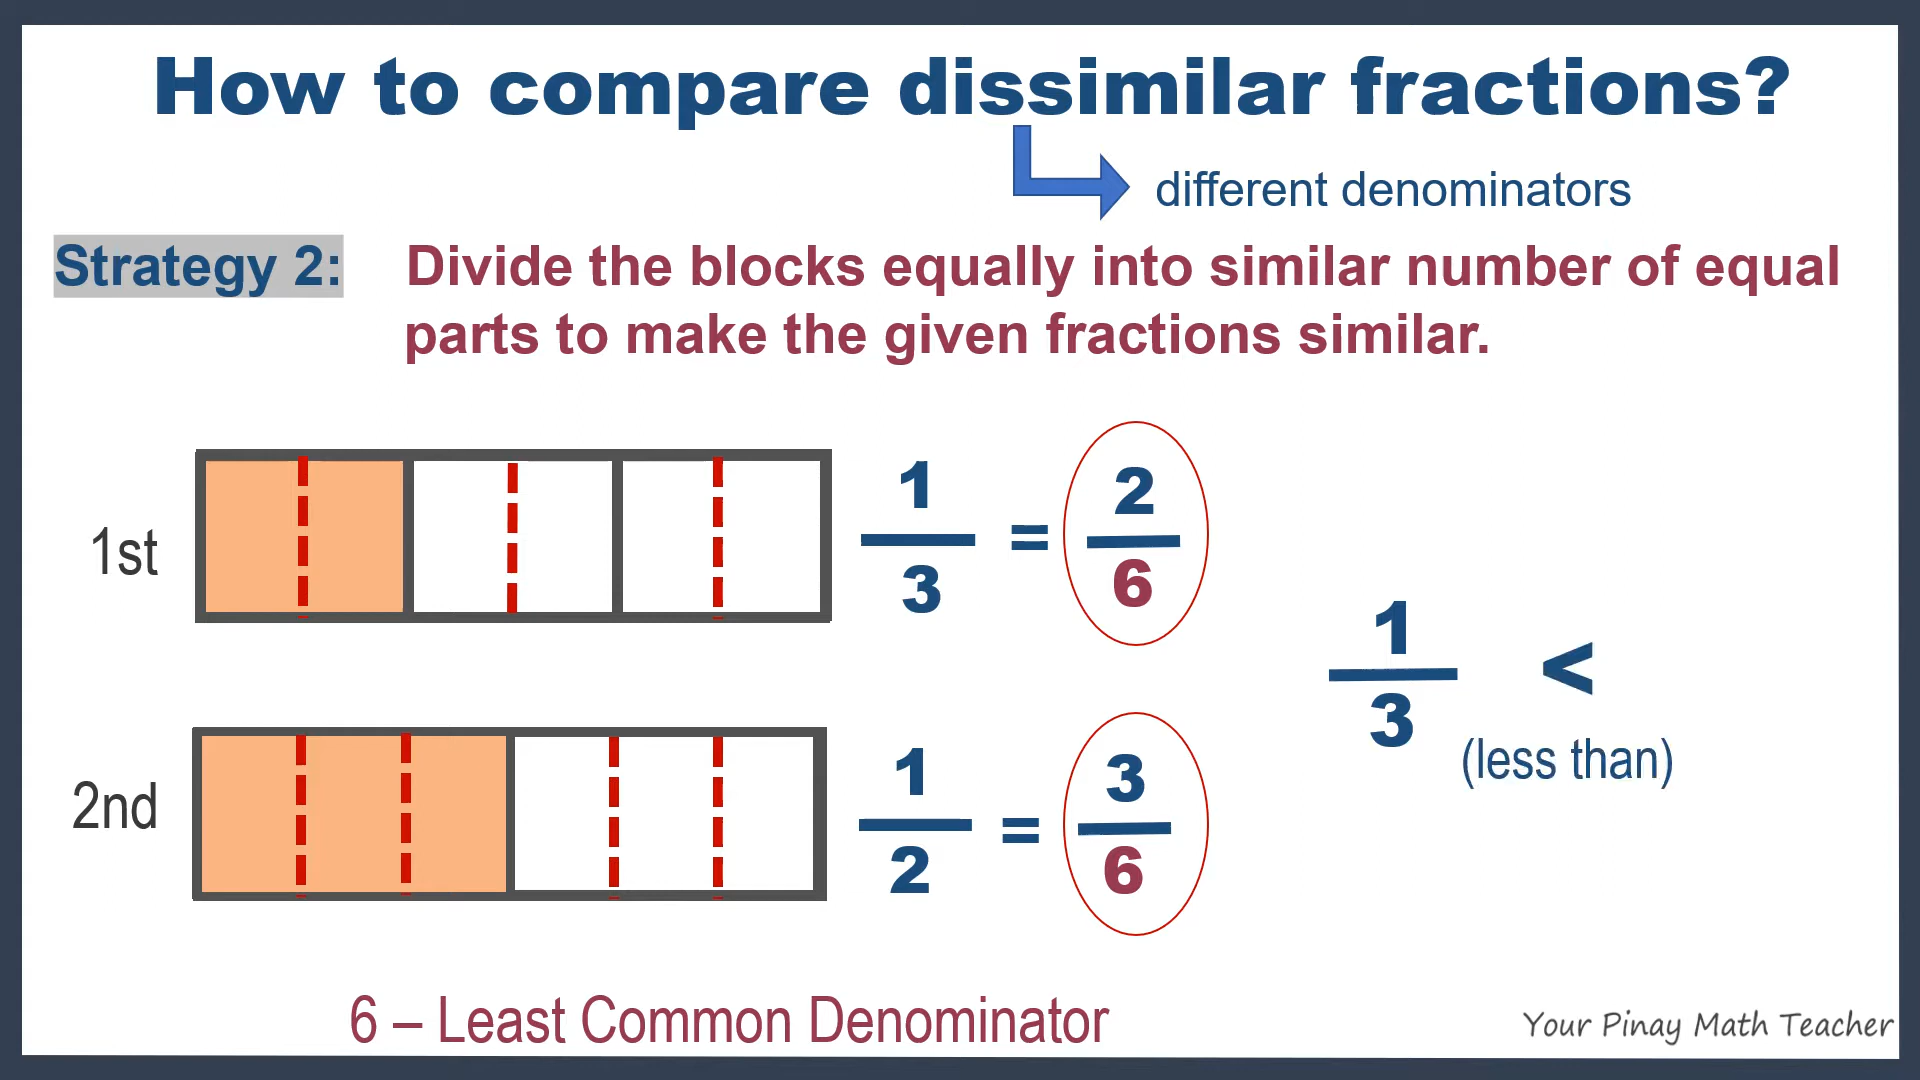 How to compare dissimilar fractions?
different denominators
Strategy 2: Divide the blocks equally into similar number of equal
parts to make the given fractions similar.
1st
1
3
=
2
6
2nd
1
2
=
3
6
1
3
<
(less than)
6 – Least Common Denominator
Your Pinay Math Teacher